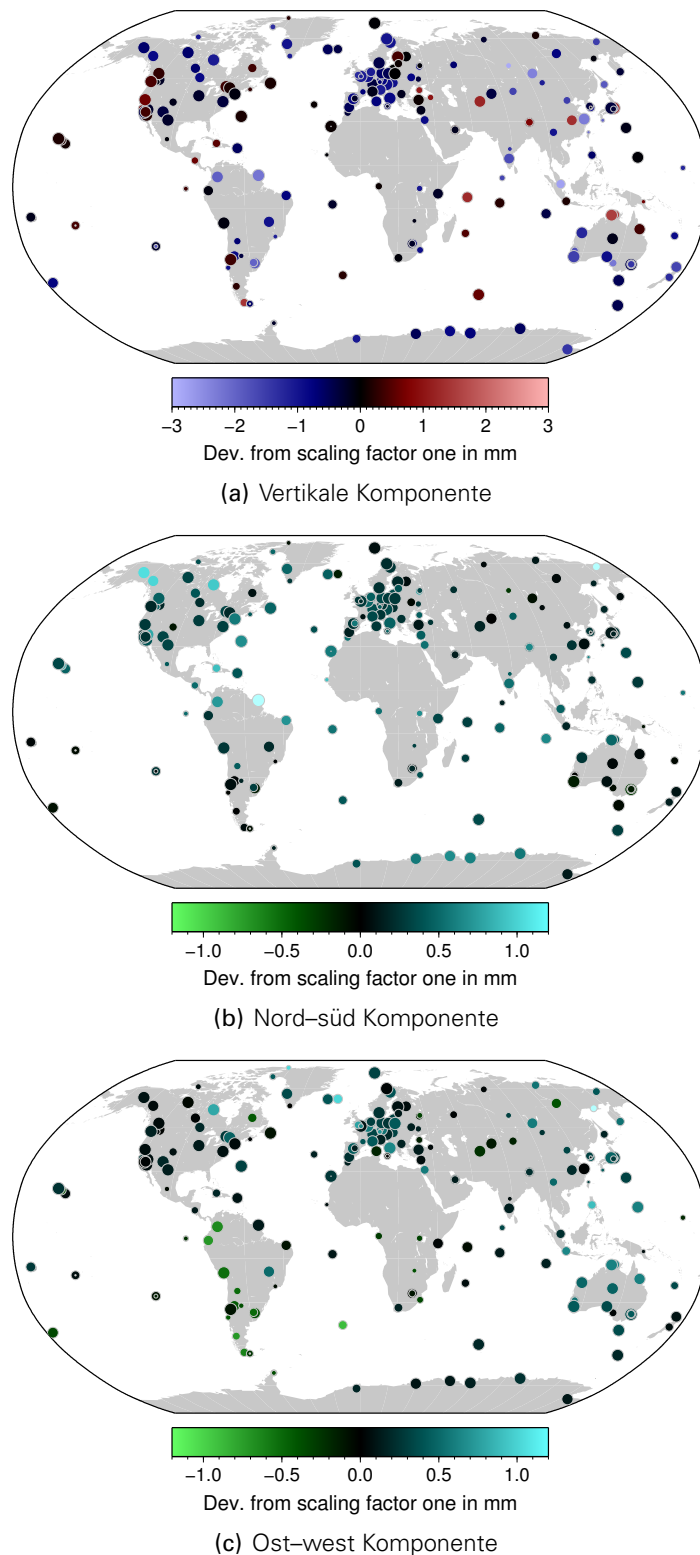 −3 −2 −1 0 1 2 3
Dev. from scaling factor one in mm
(a) Vertikale Komponente
−1.0 −0.5 0.0 0.5 1.0
Dev. from scaling factor one in mm
(b) Nord–süd Komponente
−1.0 −0.5 0.0 0.5 1.0
Dev. from scaling factor one in mm
(c) Ost–west Komponente